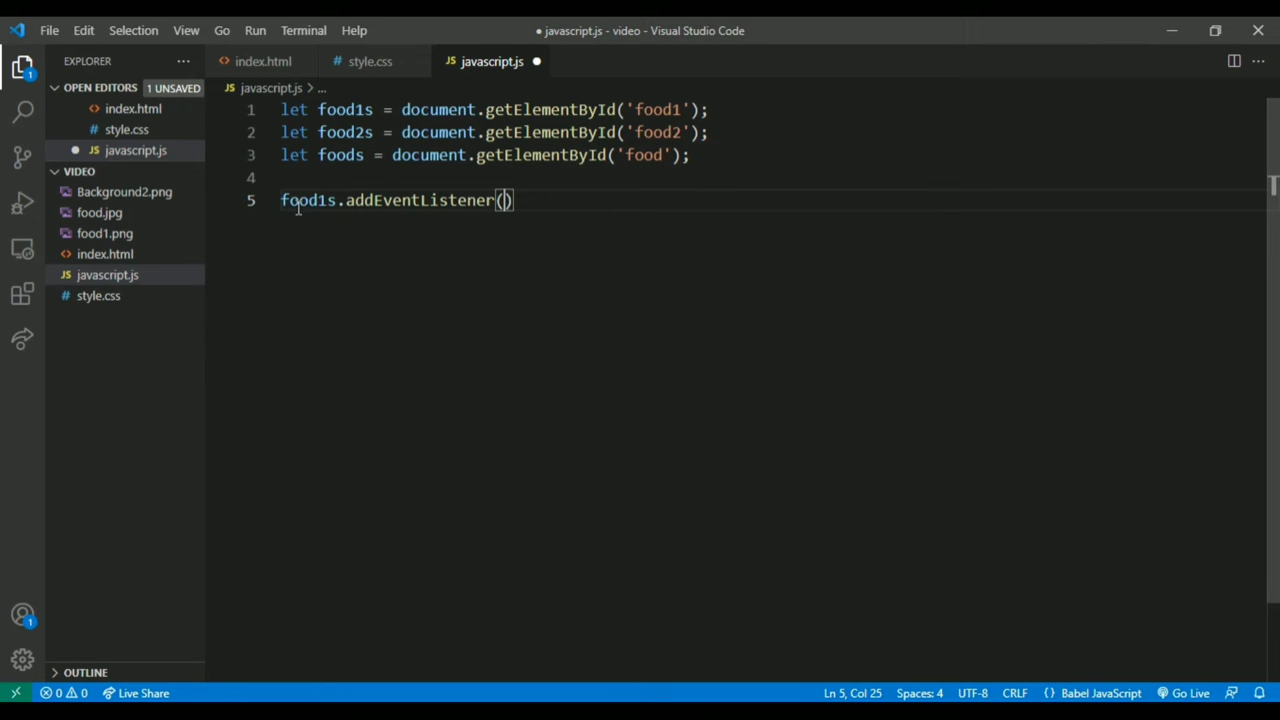 File Edit Selection View Go Run Terminal Help
● javascript.js - video - Visual Studio Code
EXPLORER
index.html
style.css
JS javascript.js
OPEN EDITORS 1 UNSAVED
index.html
style.css
JS javascript.js
VIDEO
Background2.png
food.jpg
food1.png
index.html
JS javascript.js
style.css
OUTLINE
JS javascript.js > ...
1 let food1s = document.getElementById('food1');
2 let food2s = document.getElementById('food2');
3 let foods = document.getElementById('food');
4
5 food1s.addEventListener()
1
1
0 0 Live Share
Ln 5, Col 25 Spaces: 4 UTF-8 CRLF {} Babel JavaScript Go Live